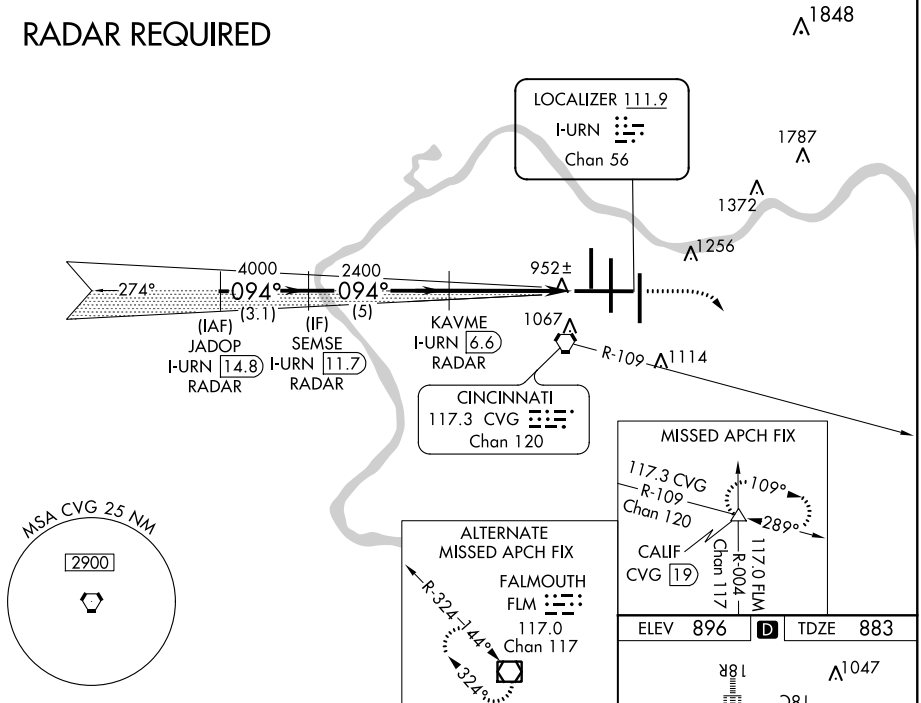 RADAR REQUIRED
1848
LOCALIZER 111.9
I-URN
Chan 56
1787
1372
1256
952±
4000
2400
274°
094°
094°
(3.1)
(5)
(IAF)
JADOP
I-URN 14.8
RADAR
(IF)
SEMSE
I-URN 11.7
RADAR
KAVME
I-URN 6.6
RADAR
1067
R-109
1114
CINCINNATI
117.3 CVG
Chan 120
MISSED APCH FIX
117.3 CVG
R-109
Chan 120
109°
289°
CALIF
CVG 19
117.0 FLM
R-004
Chan 117
MSA CVG 25 NM
2900
ALTERNATE
MISSED APCH FIX
FALMOUTH
FLM
117.0
Chan 117
R-324
144°
324°
ELEV 896 D TDZE 883
18R
1047
18C